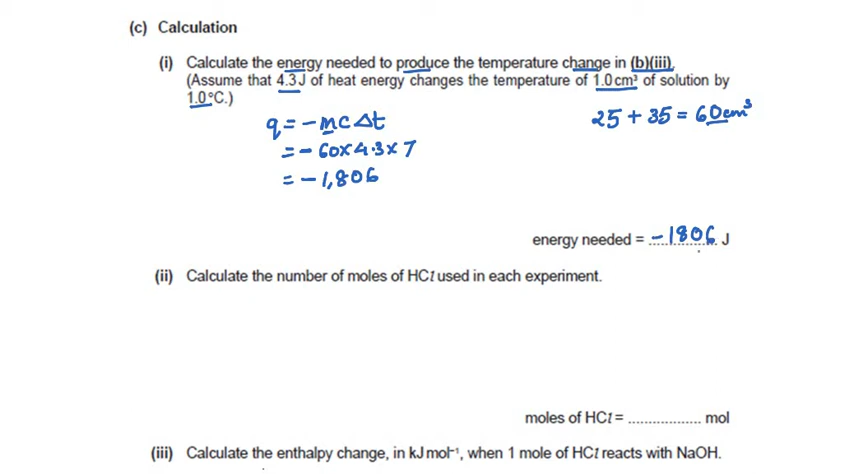 (c) Calculation
(i) Calculate the energy needed to produce the temperature change in (b)(iii).
(Assume that 4.3 J of heat energy changes the temperature of 1.0 cm³ of solution by
1.0 °C.)
25 + 35 = 60cm³
q = - mcΔt
= - 60 x 4.3 x 7
= - 1,806
energy needed = -1806 J
(ii) Calculate the number of moles of HCl used in each experiment.
moles of HCl = .................. mol
(iii) Calculate the enthalpy change, in kJ mol⁻¹, when 1 mole of HCl reacts with NaOH.